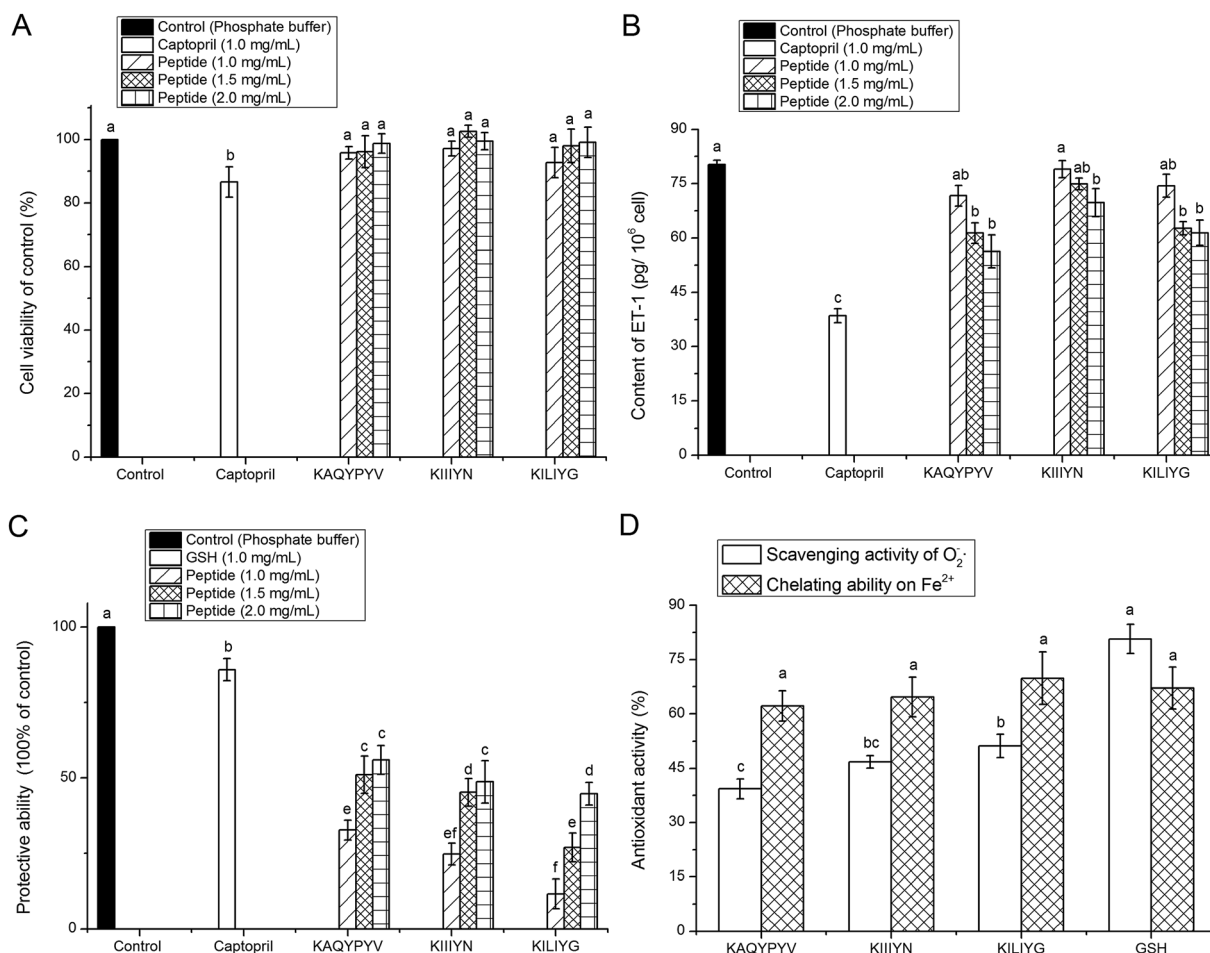 A
Control (Phosphate buffer)
Captopril (1.0 mg/mL)
Peptide (1.0 mg/mL)
Peptide (1.5 mg/mL)
Peptide (2.0 mg/mL)
Cell viability of control (%)
100
80
60
40
20
0
a
b
a a a
a a a
a a a
Control Captopril KAQYPYV KIIIYN KILIYG
B
Control (Phosphate buffer)
Captopril (1.0 mg/mL)
Peptide (1.0 mg/mL)
Peptide (1.5 mg/mL)
Peptide (2.0 mg/mL)
Content of ET-1 (pg/ 10⁶ cell)
90
75
60
45
30
15
0
a
c
ab b b
a ab b
ab b b
Control Captopril KAQYPYV KIIIYN KILIYG
C
Control (Phosphate buffer)
GSH (1.0 mg/mL)
Peptide (1.0 mg/mL)
Peptide (1.5 mg/mL)
Peptide (2.0 mg/mL)
Protective ability (100% of control)
100
50
0
a
b
e c c
ef d c
f e d
Control Captopril KAQYPYV KIIIYN KILIYG
D
Scavenging activity of O₂⁻·
Chelating ability on Fe²⁺
Antioxidant activity (%)
90
75
60
45
30
15
0
c a
bc a
b a
a a
KAQYPYV KIIIYN KILIYG GSH